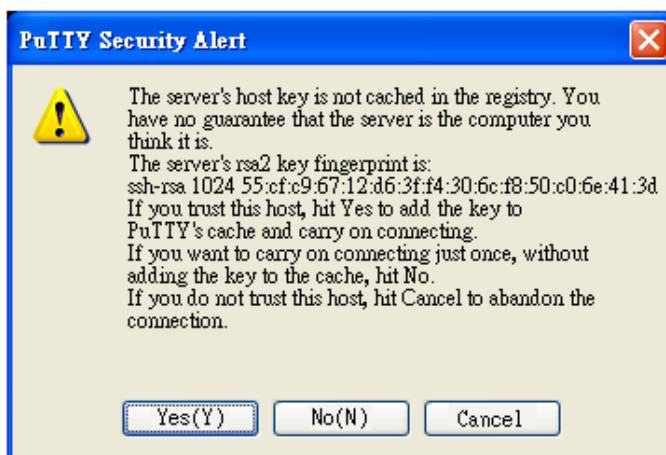 PuTTY Security Alert
The server's host key is not cached in the registry. You
have no guarantee that the server is the computer you
think it is.
The server's rsa2 key fingerprint is:
ssh-rsa 1024 55:cf:c9:67:12:d6:3f:f4:30:6c:f8:50:c0:6e:41:3d
If you trust this host, hit Yes to add the key to
PuTTY's cache and carry on connecting.
If you want to carry on connecting just once, without
adding the key to the cache, hit No.
If you do not trust this host, hit Cancel to abandon the
connection.
Yes(Y) No(N) Cancel